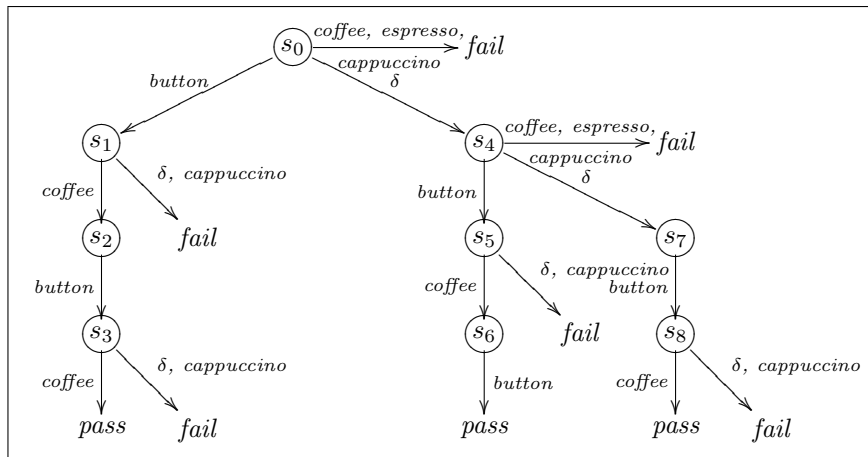 s0 coffee, espresso, fail
button cappuccino
δ
s1 s4 coffee, espresso, fail
coffee δ, cappuccino button cappuccino
δ
s2 fail s5 s7
button coffee δ, cappuccino button
s3 s6 fail s8
coffee δ, cappuccino button coffee δ, cappuccino
pass fail pass pass fail